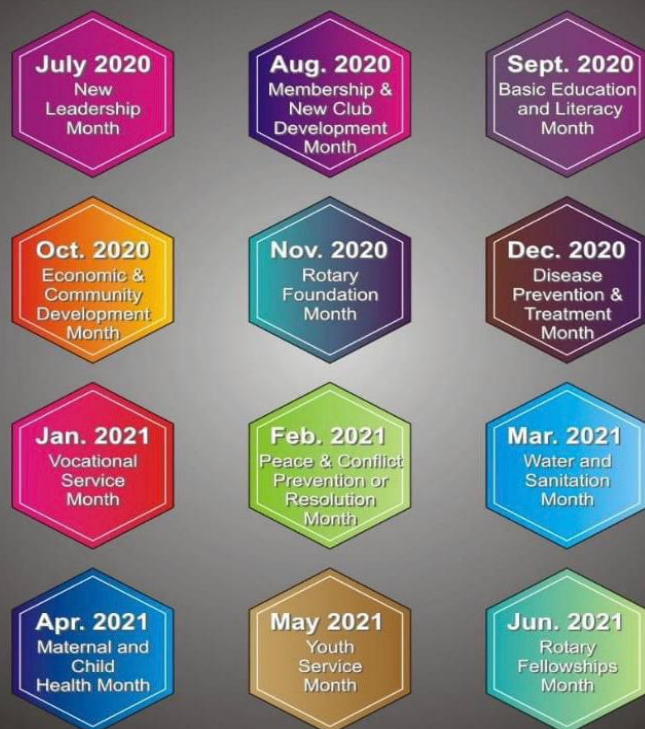 July 2020
New
Leadership
Month
Aug. 2020
Membership &
New Club
Development
Month
Sept. 2020
Basic Education
and Literacy
Month
Oct. 2020
Economic &
Community
Development
Month
Nov. 2020
Rotary
Foundation
Month
Dec. 2020
Disease
Prevention &
Treatment
Month
Jan. 2021
Vocational
Service
Month
Feb. 2021
Peace & Conflict
Prevention or
Resolution
Month
Mar. 2021
Water and
Sanitation
Month
Apr. 2021
Maternal and
Child
Health Month
May 2021
Youth
Service
Month
Jun. 2021
Rotary
Fellowships
Month